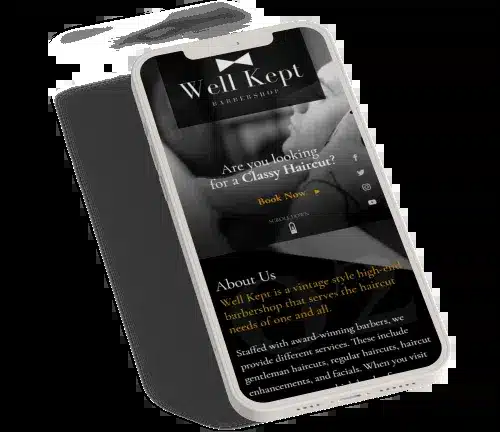 Well Kept
BARBERSHOP
Are you looking
for a Classy Haircut?
Book Now
SCROLL DOWN
About Us
Well Kept is a vintage style high-end
barbershop that serves the haircut
needs of one and all.
Staffed with award-winning barbers, we
provide different services. These include
gentleman haircuts, regular haircuts, haircut
enhancements, and facials. When you visit